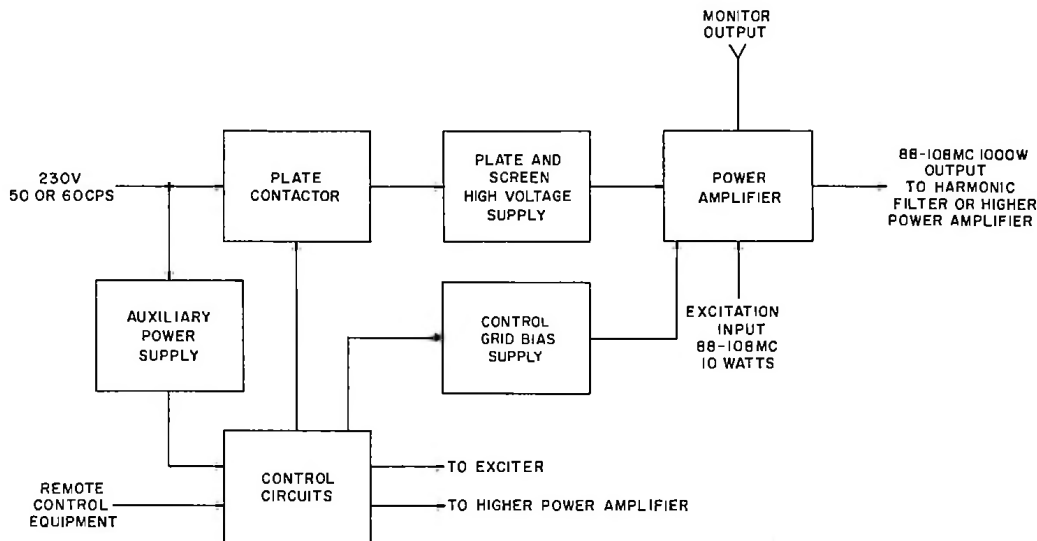 MONITOR
OUTPUT
230V
50 OR 60CPS
PLATE
CONTACTOR
PLATE AND
SCREEN
HIGH VOLTAGE
SUPPLY
POWER
AMPLIFIER
88-108MC 1000W
OUTPUT
TO HARMONIC
FILTER OR HIGHER
POWER AMPLIFIER
AUXILIARY
POWER
SUPPLY
CONTROL
GRID BIAS
SUPPLY
EXCITATION
INPUT
88-108MC
10 WATTS
REMOTE
CONTROL
EQUIPMENT
CONTROL
CIRCUITS
TO EXCITER
TO HIGHER POWER AMPLIFIER